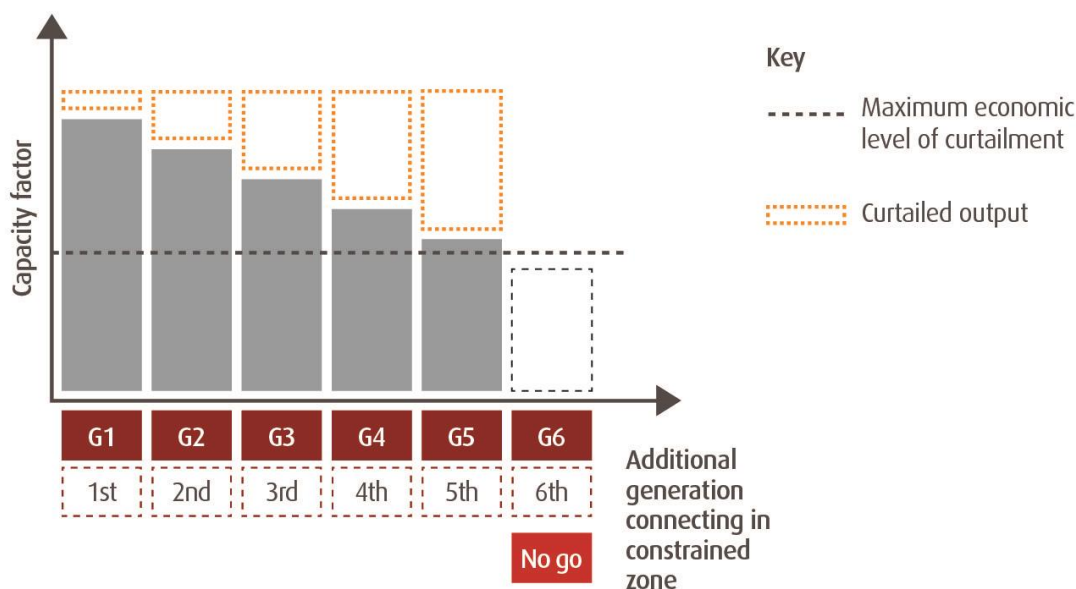 Capacity factor
Key
Maximum economic
level of curtailment
Curtailed output
G1
G2
G3
G4
G5
G6
1st
2nd
3rd
4th
5th
6th
No go
Additional
generation
connecting in
constrained
zone